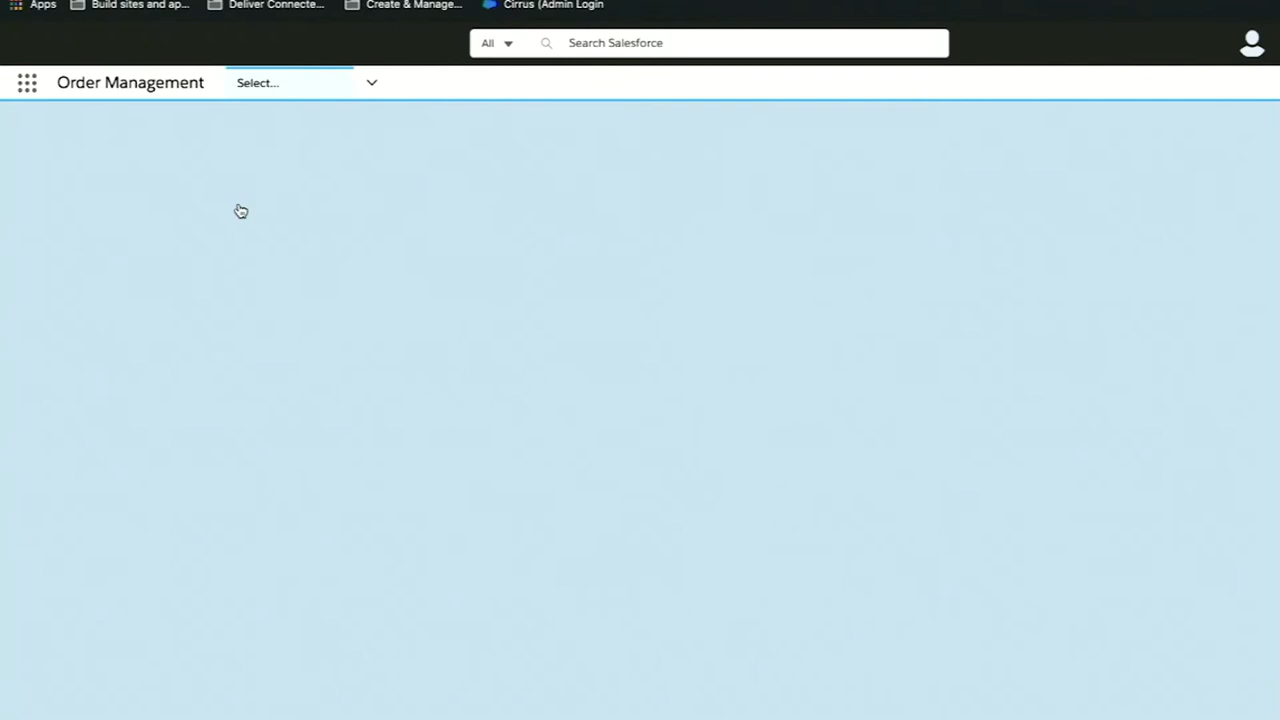 Apps Build sites and ap... Deliver Connecte... Create & Manage... Cirrus (Admin Login
All Search Salesforce
Order Management Select...